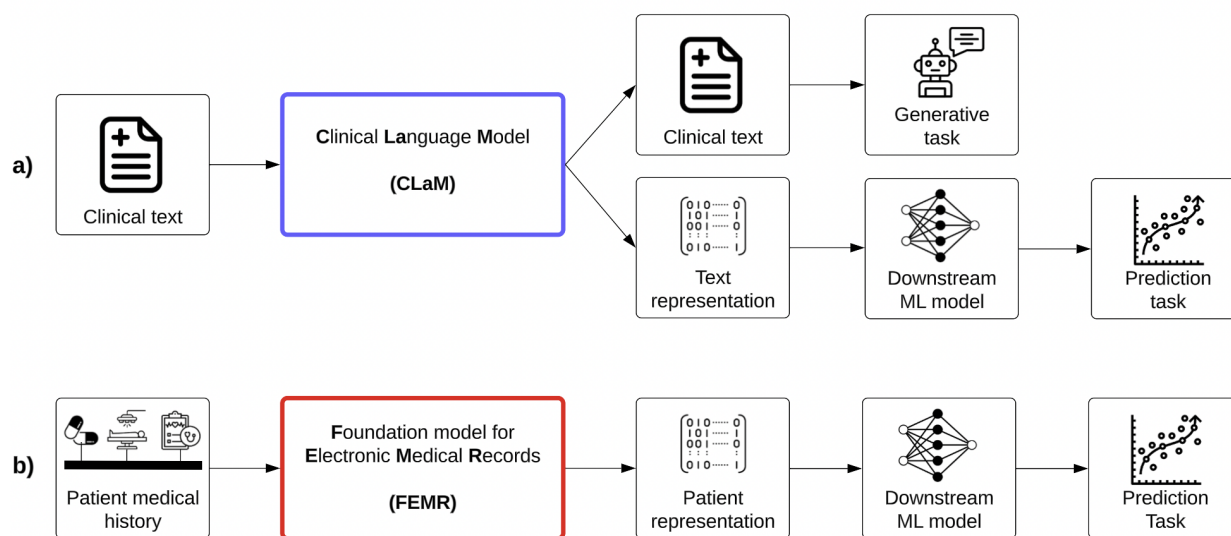 a)
Clinical text
Clinical Language Model
(CLaM)
Clinical text
Generative
task
Text
representation
Downstream
ML model
Prediction
task
b)
Patient medical
history
Foundation model for
Electronic Medical Records
(FEMR)
Patient
representation
Downstream
ML model
Prediction
Task